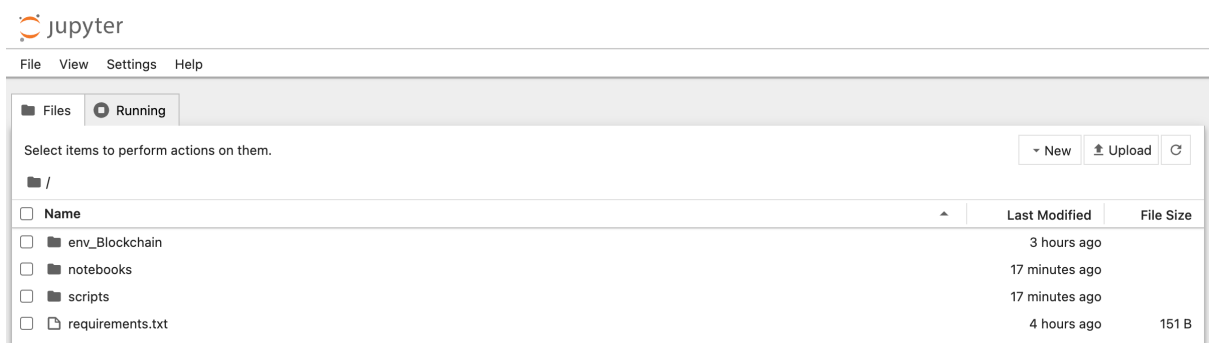 jupyter
File View Settings Help
Files Running
Select items to perform actions on them.
New Upload
/
Name Last Modified File Size
env_Blockchain 3 hours ago
notebooks 17 minutes ago
scripts 17 minutes ago
requirements.txt 4 hours ago 151 B